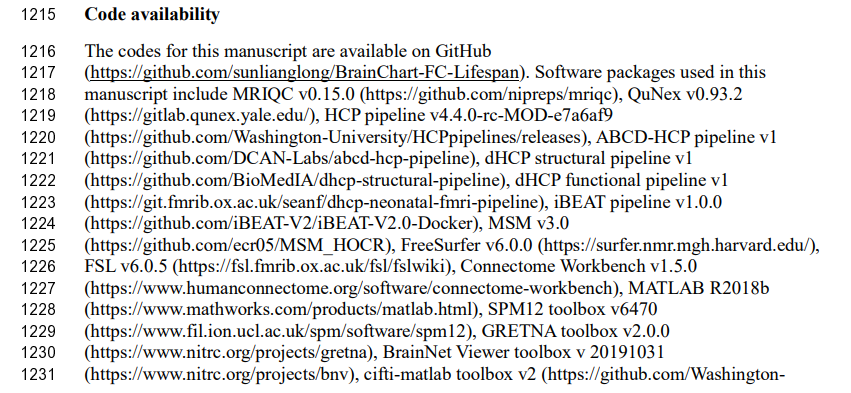 1215 Code availability
1216 The codes for this manuscript are available on GitHub
1217 (https://github.com/sunlianglong/BrainChart-FC-Lifespan). Software packages used in this
1218 manuscript include MRIQC v0.15.0 (https://github.com/nipreps/mriqc), QuNex v0.93.2
1219 (https://gitlab.qunex.yale.edu/), HCP pipeline v4.4.0-rc-MOD-e7a6af9
1220 (https://github.com/Washington-University/HCPpipelines/releases), ABCD-HCP pipeline v1
1221 (https://github.com/DCAN-Labs/abcd-hcp-pipeline), dHCP structural pipeline v1
1222 (https://github.com/BioMedIA/dhcp-structural-pipeline), dHCP functional pipeline v1
1223 (https://git.fmrib.ox.ac.uk/seanf/dhcp-neonatal-fmri-pipeline), iBEAT pipeline v1.0.0
1224 (https://github.com/iBEAT-V2/iBEAT-V2.0-Docker), MSM v3.0
1225 (https://github.com/ecr05/MSM_HOCR), FreeSurfer v6.0.0 (https://surfer.nmr.mgh.harvard.edu/),
1226 FSL v6.0.5 (https://fsl.fmrib.ox.ac.uk/fsl/fslwiki), Connectome Workbench v1.5.0
1227 (https://www.humanconnectome.org/software/connectome-workbench), MATLAB R2018b
1228 (https://www.mathworks.com/products/matlab.html), SPM12 toolbox v6470
1229 (https://www.fil.ion.ucl.ac.uk/spm/software/spm12), GRETNA toolbox v2.0.0
1230 (https://www.nitrc.org/projects/gretna), BrainNet Viewer toolbox v 20191031
1231 (https://www.nitrc.org/projects/bnv), cifti-matlab toolbox v2 (https://github.com/Washington-